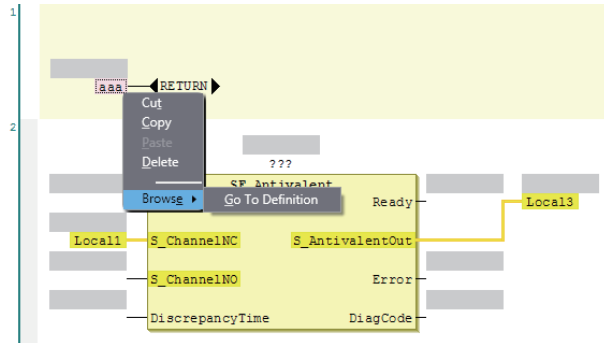 1
aaa RETURN
Cut
Copy
Paste
Delete
Browse Go To Definition
2
???
SF_Antivalent
Ready
Local3
Local1 S_ChannelNC S_AntivalentOut
S_ChannelNO Error
DiscrepancyTime DiagCode